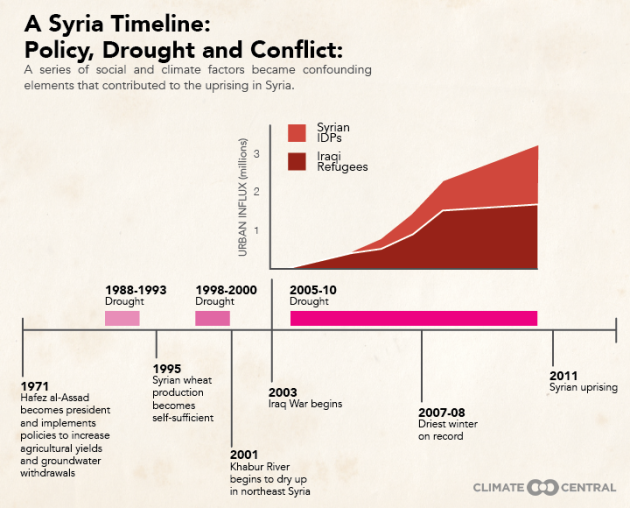 A Syria Timeline:
Policy, Drought and Conflict:
A series of social and climate factors became confounding
elements that contributed to the uprising in Syria.
Syrian
IDPs
Iraqi
Refugees
URBAN INFLUX (millions)
3
2
1
1988-1993
Drought
1998-2000
Drought
2005-10
Drought
1971
Hafez al-Assad
becomes president
and implements
policies to increase
agricultural yields
and groundwater
withdrawals
1995
Syrian wheat
production
becomes
self-sufficient
2001
Khabur River
begins to dry up
in northeast Syria
2003
Iraq War begins
2007-08
Driest winter
on record
2011
Syrian uprising
CLIMATE CENTRAL